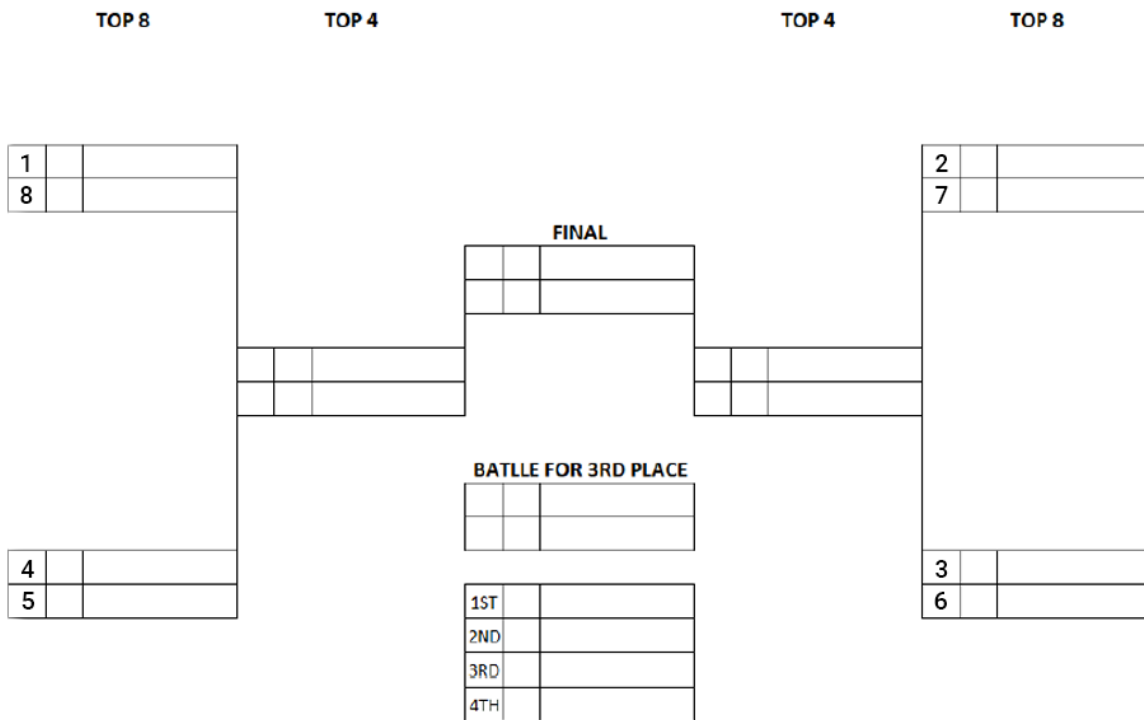 TOP 8 TOP 4 TOP 4 TOP 8
1 2
8 7
FINAL
BATLLE FOR 3RD PLACE
4 3
5 6
1ST
2ND
3RD
4TH